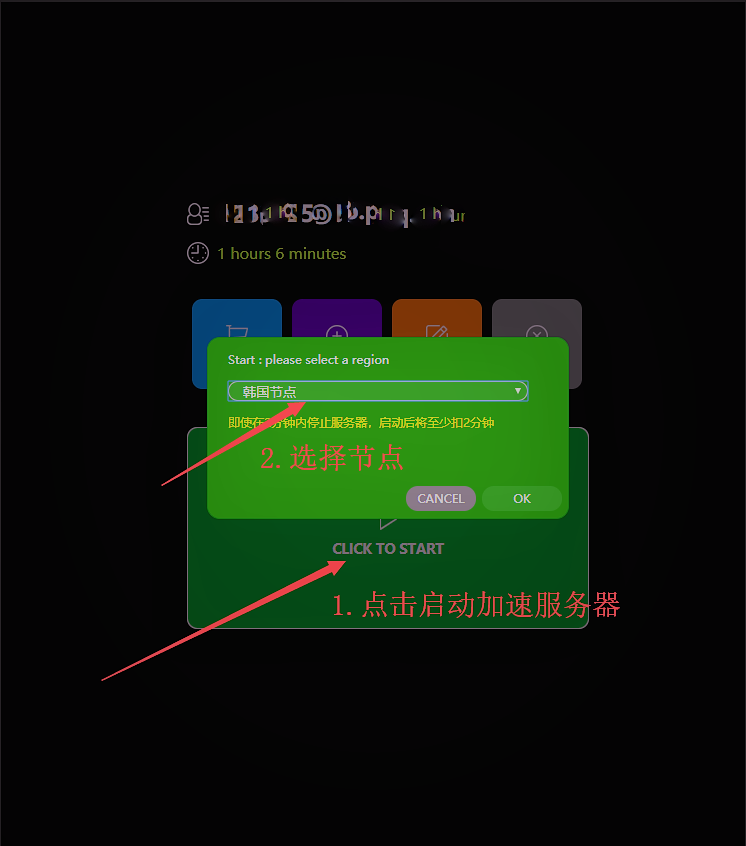 1 hours 6 minutes
Start : please select a region
韩国节点
即使在2分钟内停止服务器，启动后将至少扣2分钟
2.选择节点
CANCEL
OK
CLICK TO START
1.点击启动加速服务器